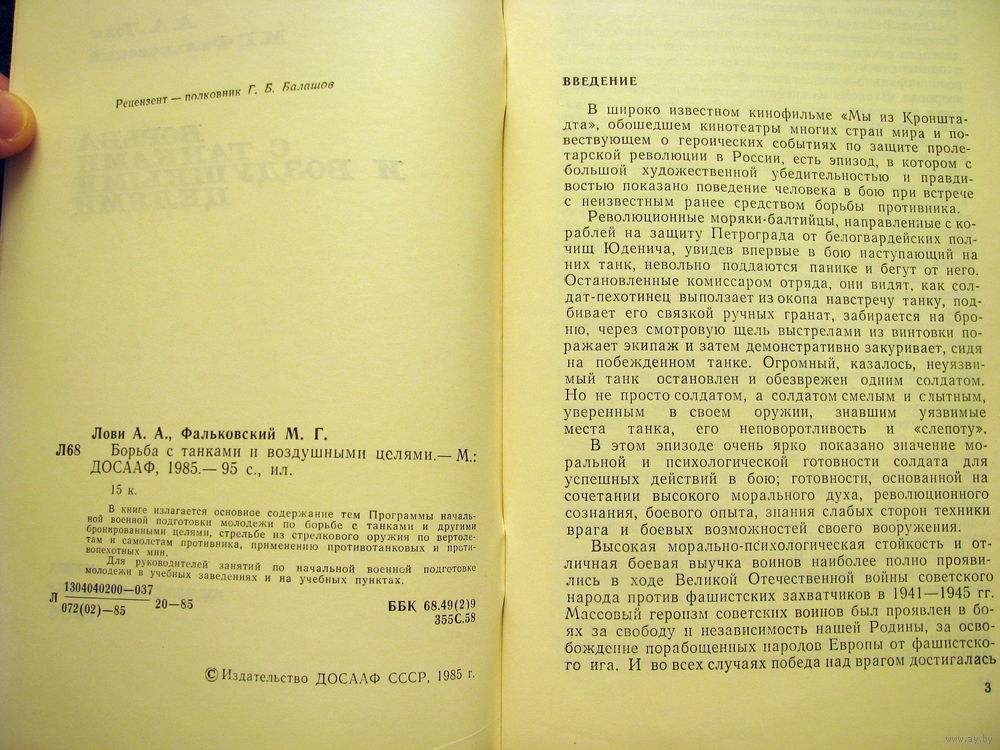 Рецензент — полковник Г. Б. Балашов
Лови А. А., Фальковский М. Г.
Л68 Борьба с танками и воздушными целями.— М.:
ДОСААФ, 1985.— 95 с., ил.
15 к.
В книге излагается основное содержание тем Программы началь-
ной военной подготовки молодежи по борьбе с танками и другими
бронированными целями, стрельбе из стрелкового оружия по вертоле-
там и самолетам противника, применению противотанковых и проти-
вопехотных мин.
Для руководителей занятий по начальной военной подготовке
молодежи в учебных заведениях и на учебных пунктах.
Л 1304040200—037
072(02)—85 20—85
ББК 68.49(2)9
355С.58
© Издательство ДОСААФ СССР, 1985 г.
ВВЕДЕНИЕ
В широко известном кинофильме «Мы из Кроншта-
дта», обошедшем кинотеатры многих стран мира и по-
вествующем о героических событиях по защите проле-
тарской революции в России, есть эпизод, в котором с
большой художественной убедительностью и правди-
востью показано поведение человека в бою при встрече
с неизвестным ранее средством борьбы противника.
Революционные моряки-балтийцы, направленные с ко-
раблей на защиту Петрограда от белогвардейских пол-
чищ Юденича, увидев впервые в бою наступающий на
них танк, невольно поддаются панике и бегут от него.
Остановленные комиссаром отряда, они видят, как сол-
дат-пехотинец выползает из окопа навстречу танку, под-
бивает его связкой ручных гранат, забирается на бро-
ню, через смотровую щель выстрелами из винтовки по-
ражает экипаж и затем демонстративно закуривает, сидя
на побежденном танке. Огромный, казалось, неуязви-
мый танк остановлен и обезврежен одним солдатом.
Но не просто солдатом, а солдатом смелым и слытным,
уверенным в своем оружии, знавшим уязвимые
места танка, его неповоротливость и «слепоту».
В этом эпизоде очень ярко показано значение мо-
ральной и психологической готовности солдата для
успешных действий в бою; готовности, основанной на
сочетании высокого морального духа, революционного
сознания, боевого опыта, знания слабых сторон техники
врага и боевых возможностей своего вооружения.
Высокая морально-психологическая стойкость и от-
личная боевая выучка воинов наиболее полно прояви-
лись в ходе Великой Отечественной войны советского
народа против фашистских захватчиков в 1941—1945 гг.
Массовый героизм советских воинов был проявлен в бо-
ях за свободу и независимость нашей Родины, за осво-
бождение порабощенных народов Европы от фашистско-
го ига. И во всех случаях победа над врагом достигалась
3
www.ay.by